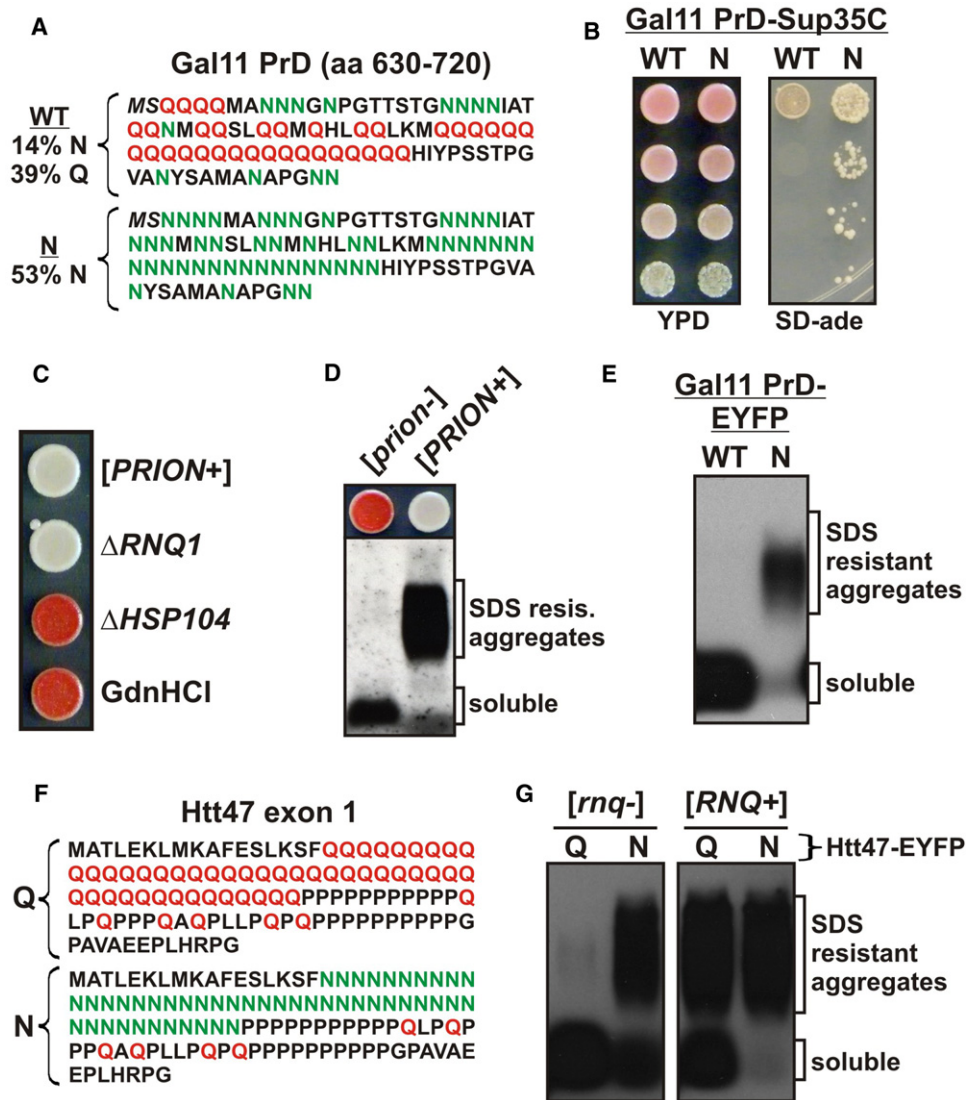 A
Gal11 PrD (aa 630-720)
WT
14% N
39% Q
MSQQQQMANNNGNPGTTSTGNNNNIAT
QQNMQQSLQQMQHLQQLKMQQQQQQ
QQQQQQQQQQQQQQQQQHIYPSSTPG
VANYSAMANAPGNN
N
53% N
MSNNNNMANNNGNPGTTSTGNNNNIAT
NNNMNNSLNNMNHLNNLKMNNNNNNN
NNNNNNNNNNNNNNNNHIYPSSTPGVA
NYSAMANAPGNN
B
Gal11 PrD-Sup35C
WT N WT N
YPD SD-ade
C
[PRION+]
ΔRNQ1
ΔHSP104
GdnHCl
D
[prion-]
[PRION+]
SDS resis.
aggregates
soluble
E
Gal11 PrD-
EYFP
WT N
SDS
resistant
aggregates
soluble
F
Htt47 exon 1
Q
MATLEKLMKAFESLKSFQQQQQQQQQ
QQQQQQQQQQQQQQQQQQQQQQQQ
QQQQQQQQQQQQQQPPPPPPPPPPPQ
LPQPPPQAQPLLPQPQPPPPPPPPPPG
PAVAEEPLHRPG
N
MATLEKLMKAFESLKSFNNNNNNNNNN
NNNNNNNNNNNNNNNNNNNNNNNNNN
NNNNNNNNNNNPPPPPPPPPPPQLPQP
PPQAQPLLPQPQPPPPPPPPPPGPAVAE
EPLHRPG
G
[rnq-] [RNQ+]
Q N Q N
Htt47-EYFP
SDS
resistant
aggregates
soluble